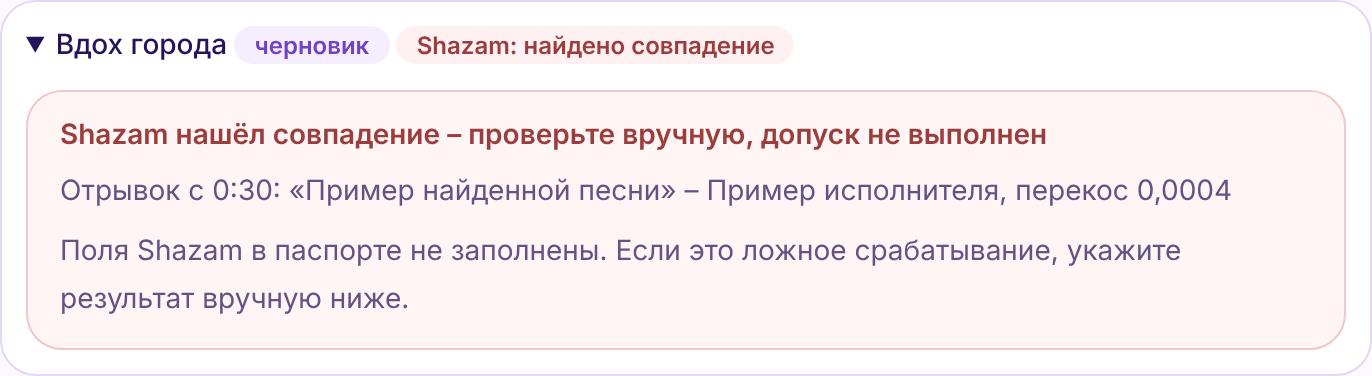 ▼ Вдох города черновик Shazam: найдено совпадение
Shazam нашёл совпадение – проверьте вручную, допуск не выполнен
Отрывок с 0:30: «Пример найденной песни» – Пример исполнителя, перекос 0,0004
Поля Shazam в паспорте не заполнены. Если это ложное срабатывание, укажите
результат вручную ниже.